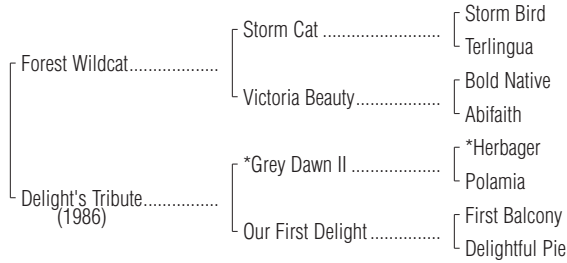 Storm Bird
Storm Cat ........................
Terlingua
Forest Wildcat..................
Bold Native
Victoria Beauty.................
Abifaith
*Herbager
*Grey Dawn II ..................
Polamia
Delight's Tribute...............
(1986)
First Balcony
Our First Delight ..............
Delightful Pie